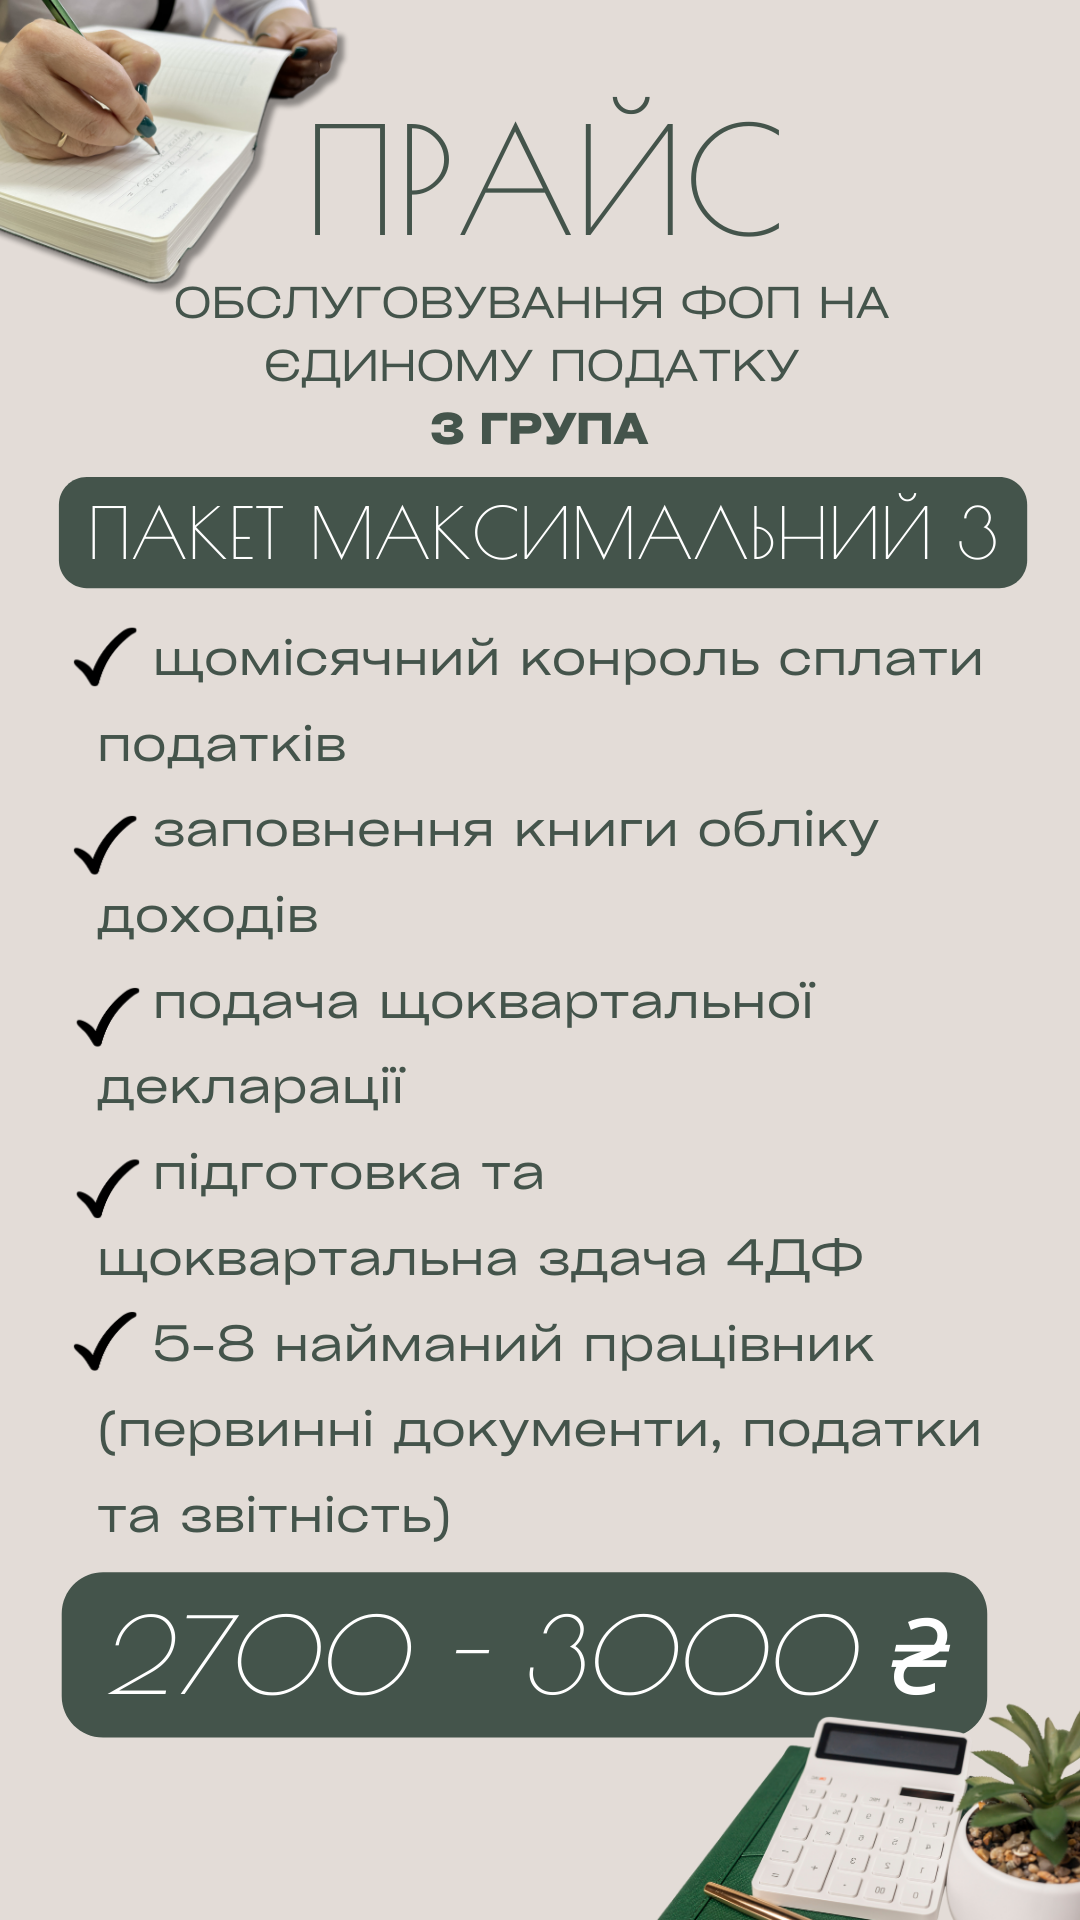 ПРАЙС
ОБСЛУГОВУВАННЯ ФОП НА
ЄДИНОМУ ПОДАТКУ
3 ГРУПА
ПАКЕТ МАКСИМАЛЬНИЙ 3
щомісячний конроль сплати
податків
заповнення книги обліку
доходів
подача щоквартальної
декларації
підготовка та
щоквартальна здача 4ДФ
5-8 найманий працівник
(первинні документи, податки
та звітність)
2700 - 3000 ₴